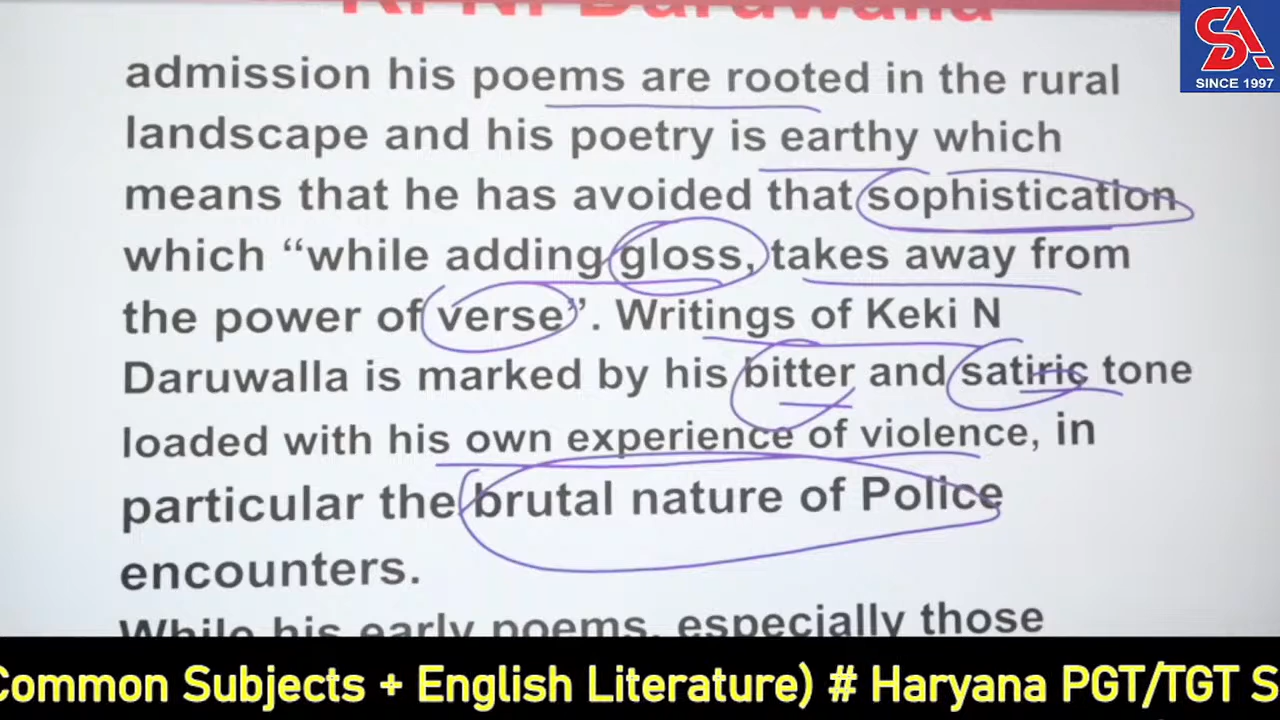 Daruwalla
SA
SINCE 1997
admission his poems are rooted in the rural
landscape and his poetry is earthy which
means that he has avoided that sophistication
which “while adding gloss, takes away from
the power of verse”. Writings of Keki N
Daruwalla is marked by his bitter and satiric tone
loaded with his own experience of violence, in
particular the brutal nature of Police
encounters.
While his early poems, especially those
Common Subjects + English Literature) # Haryana PGT/TGT S